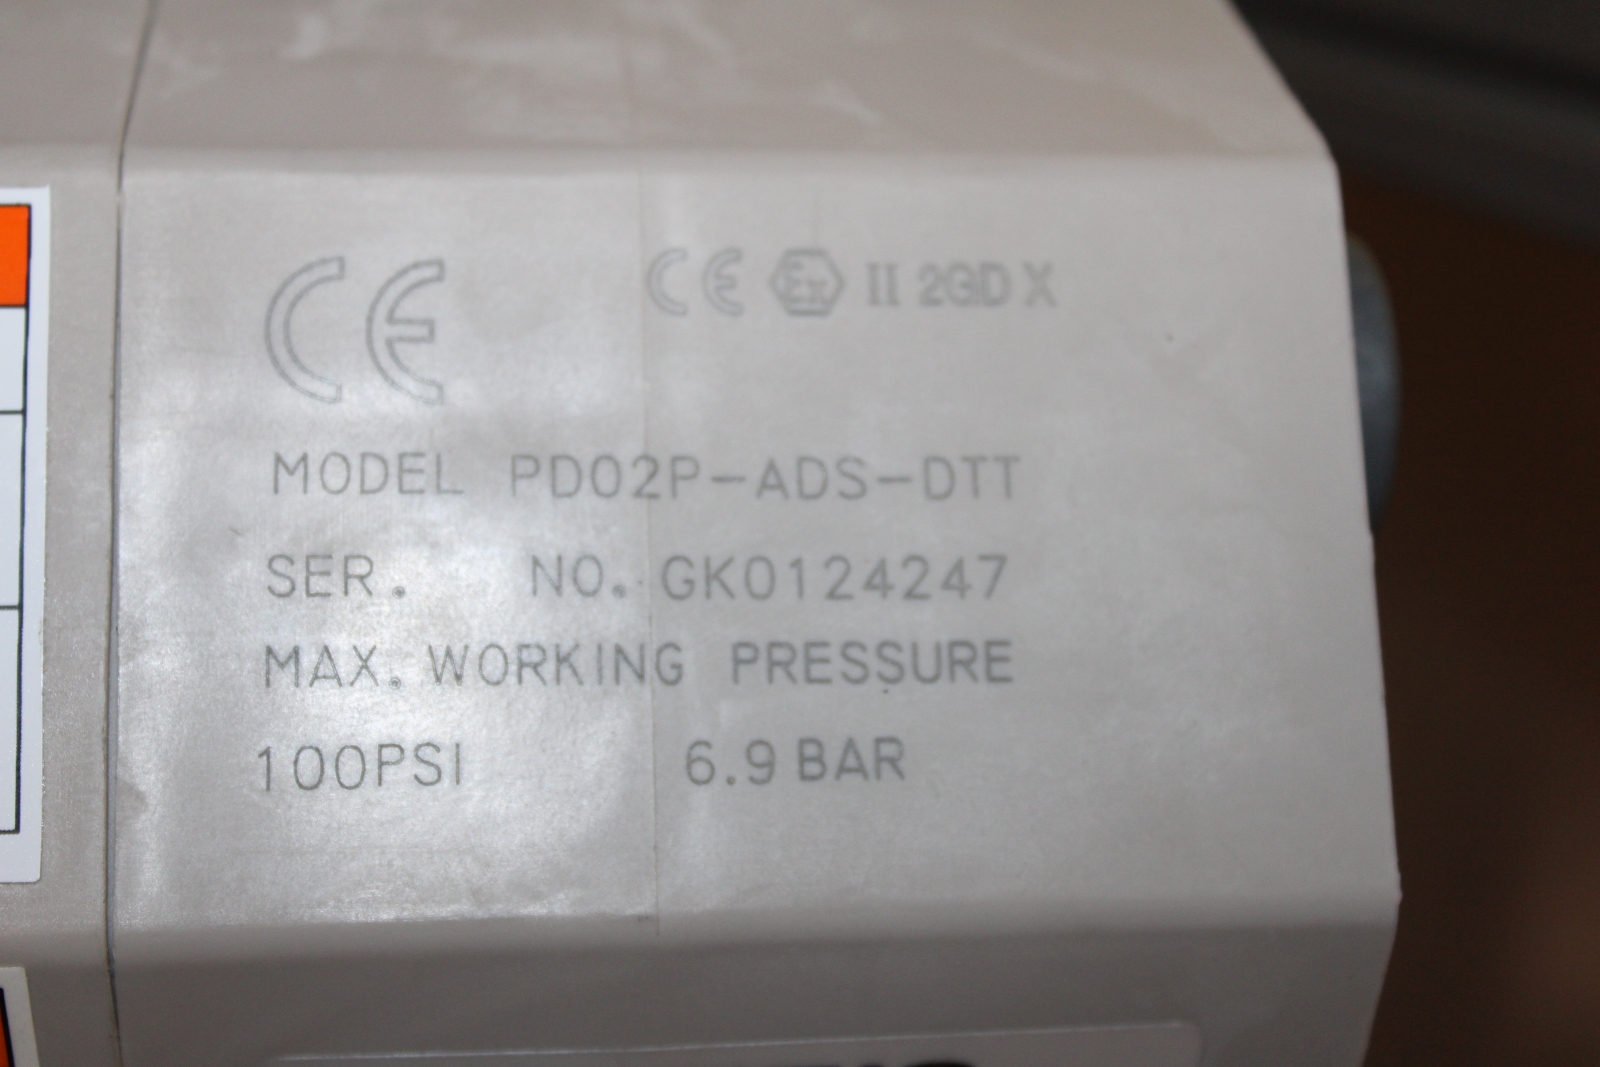 CE
CE Ex II 2GD X
MODEL PD02P-ADS-DTT
SER. NO. GK0124247
MAX. WORKING PRESSURE
100PSI 6.9 BAR